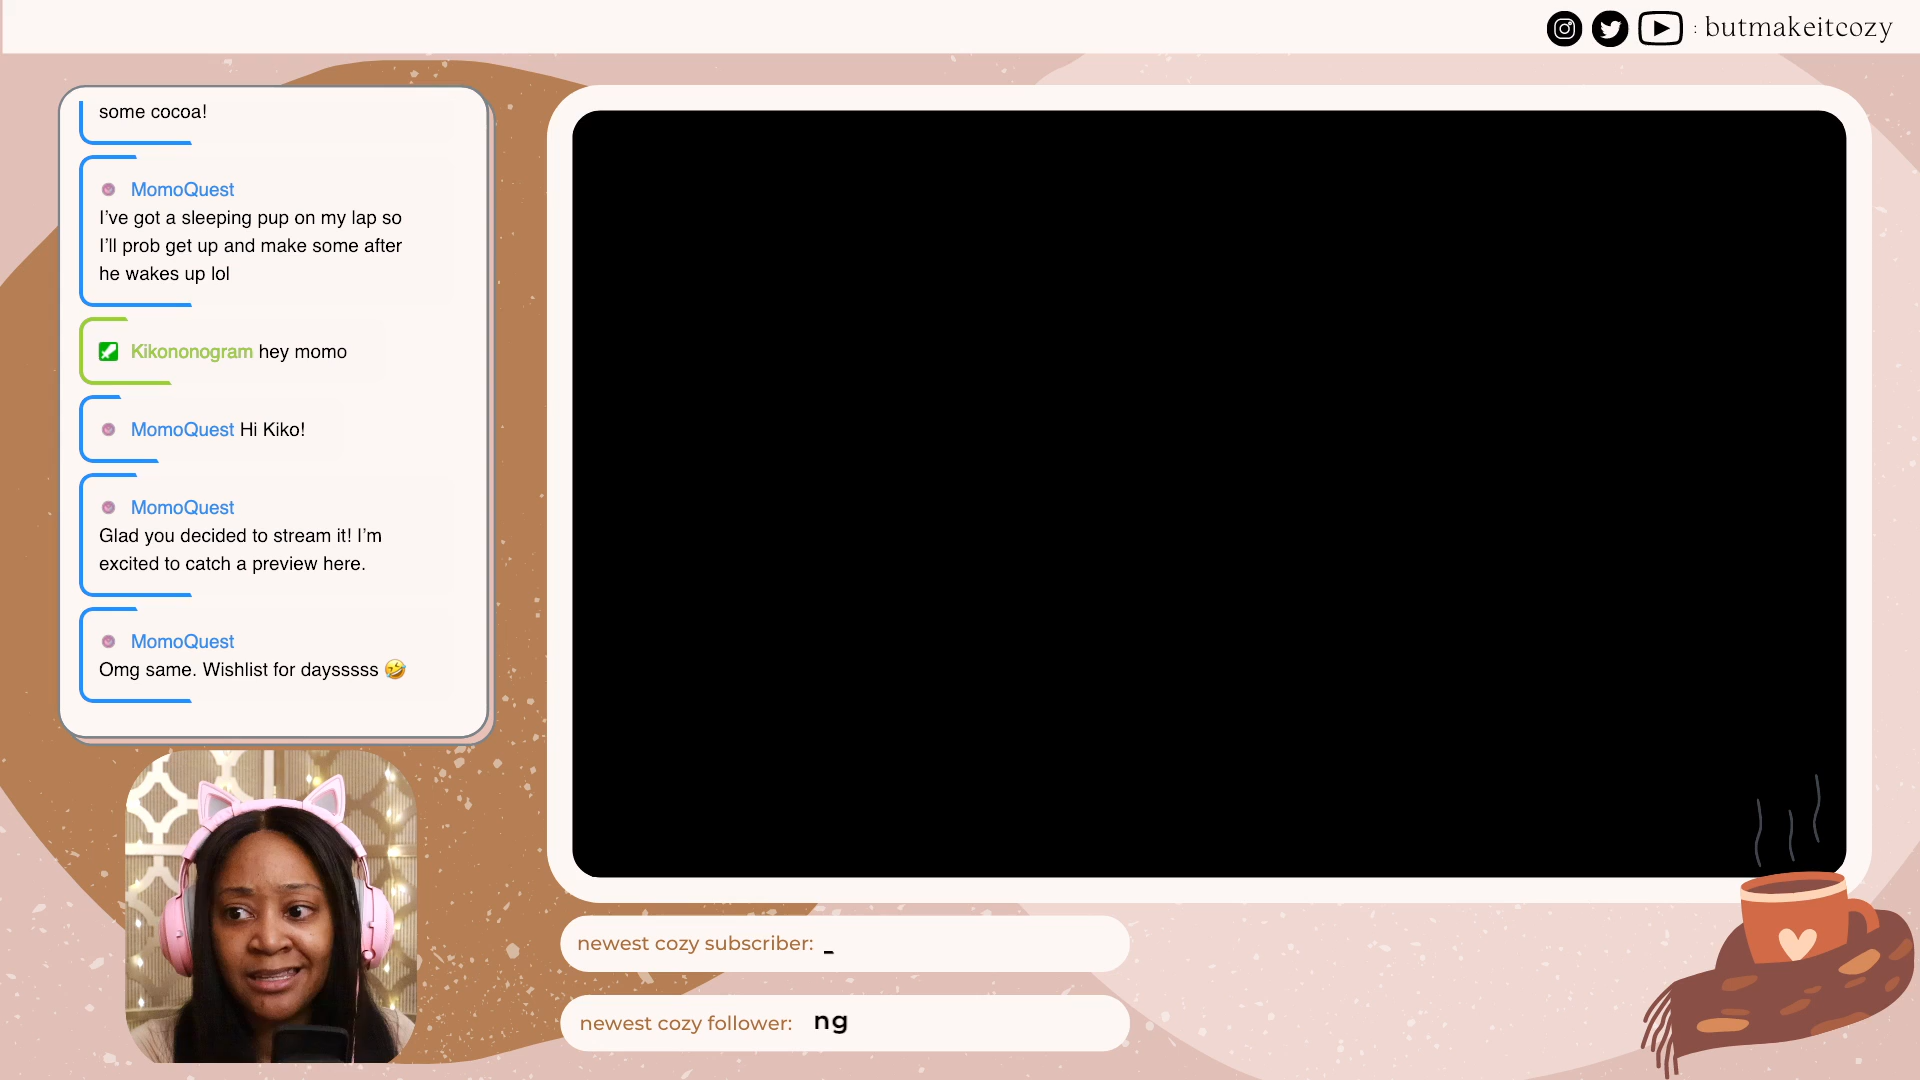 : butmakeitcozy
some cocoa!
MomoQuest
I’ve got a sleeping pup on my lap so
I’ll prob get up and make some after
he wakes up lol
Kikononogram hey momo
MomoQuest Hi Kiko!
MomoQuest
Glad you decided to stream it! I’m
excited to catch a preview here.
MomoQuest
Omg same. Wishlist for daysssss 🤣
newest cozy subscriber: _
newest cozy follower: ng